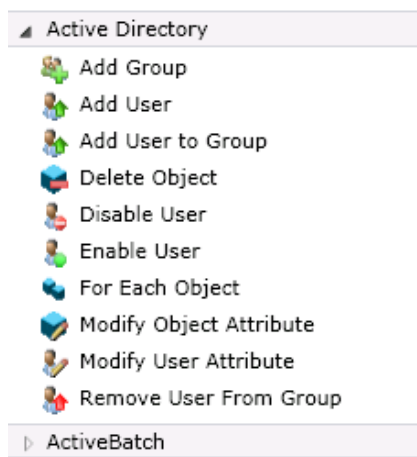 Active Directory
Add Group
Add User
Add User to Group
Delete Object
Disable User
Enable User
For Each Object
Modify Object Attribute
Modify User Attribute
Remove User From Group
ActiveBatch